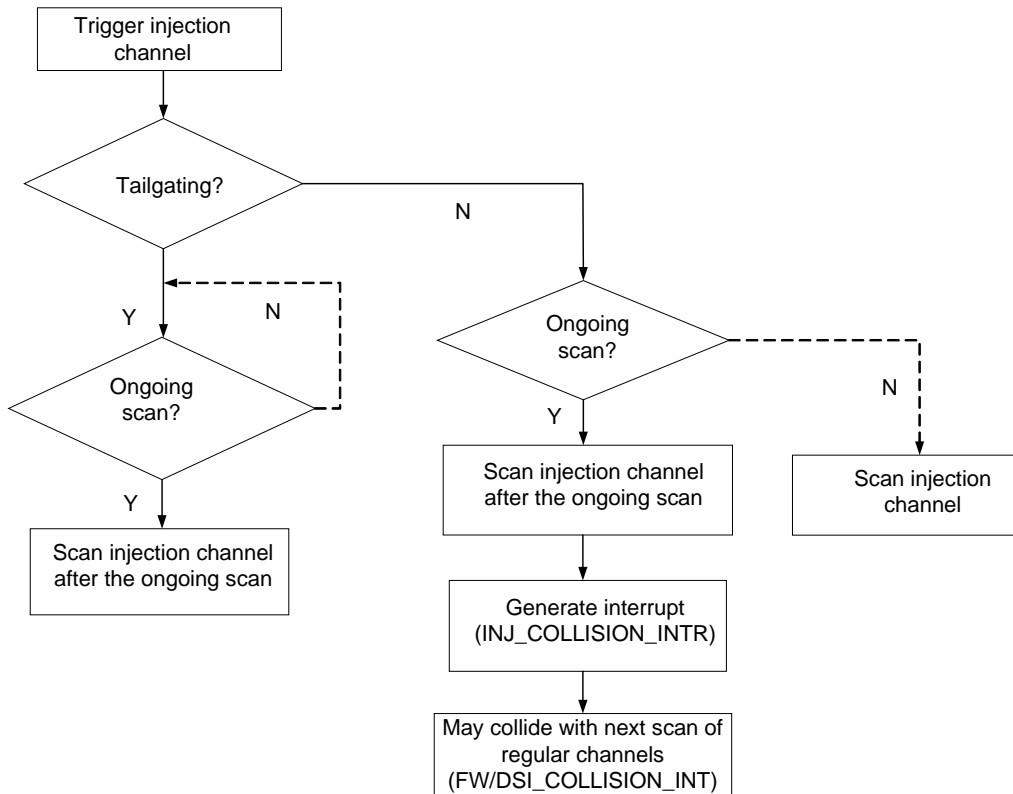 Trigger injection
channel
Tailgating?
N
Y
N
Ongoing
scan?
Y
Scan injection channel
after the ongoing scan
Ongoing
scan?
N
Y
Scan injection channel
after the ongoing scan
Scan injection
channel
Generate interrupt
(INJ_COLLISION_INTR)
May collide with next scan of
regular channels
(FW/DSI_COLLISION_INT)